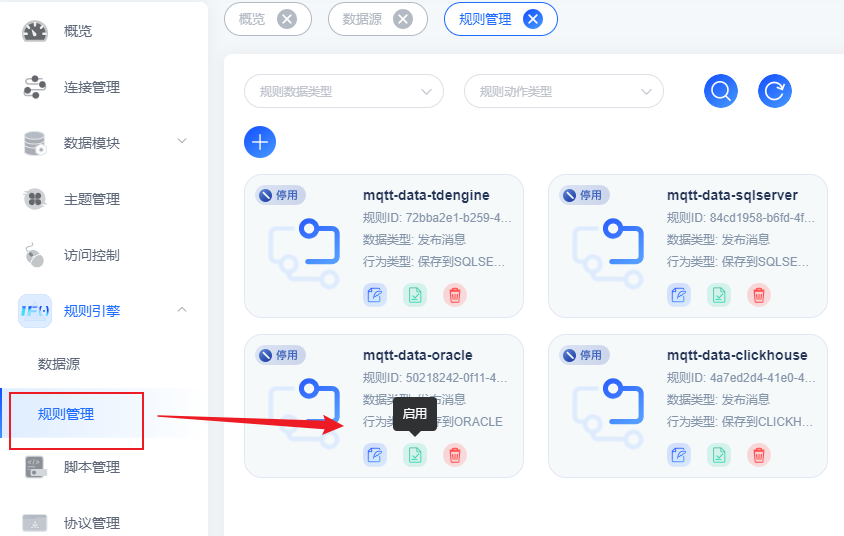 概览
连接管理
数据模块
主题管理
访问控制
IF()
规则引擎
数据源
规则管理
脚本管理
协议管理
概览
数据源
规则管理
规则数据类型
规则动作类型
停用
mqtt-data-tdengine
规则ID: 72bba2e1-b259-4...
数据类型: 发布消息
行为类型: 保存到SQLSE...
停用
mqtt-data-sqlserver
规则ID: 84cd1958-b6fd-4f...
数据类型: 发布消息
行为类型: 保存到SQLSE...
停用
mqtt-data-oracle
规则ID: 50218242-0f11-4...
数据类型: 发布消息
行为类 保存到ORACLE
启用
停用
mqtt-data-clickhouse
规则ID: 4a7ed2d4-41e0-4...
数据类型: 发布消息
行为类型: 保存到CLICKH...